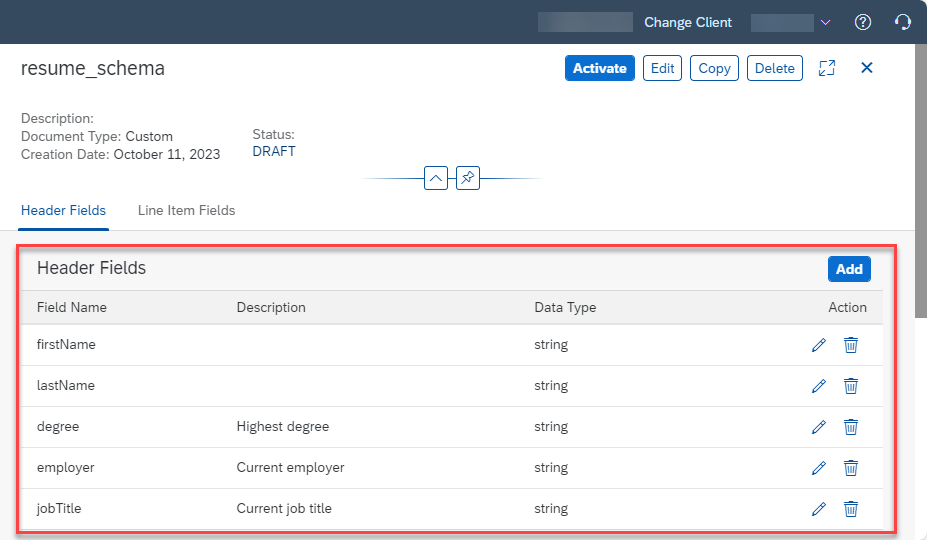 Change Client
resume_schema
Activate Edit Copy Delete
Description:
Document Type: Custom
Creation Date: October 11, 2023
Status:
DRAFT
Header Fields Line Item Fields
Header Fields Add
Field Name Description Data Type Action
firstName string
lastName string
degree Highest degree string
employer Current employer string
jobTitle Current job title string